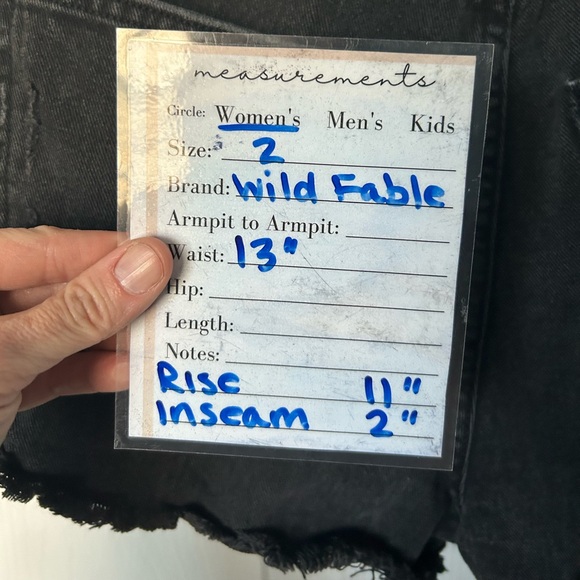 measurements
Circle: Women's Men's Kids
Size: 2
Brand: Wild Fable
Armpit to Armpit:
Waist: 13"
Hip:
Length:
Notes:
Rise 11"
Inseam 2"